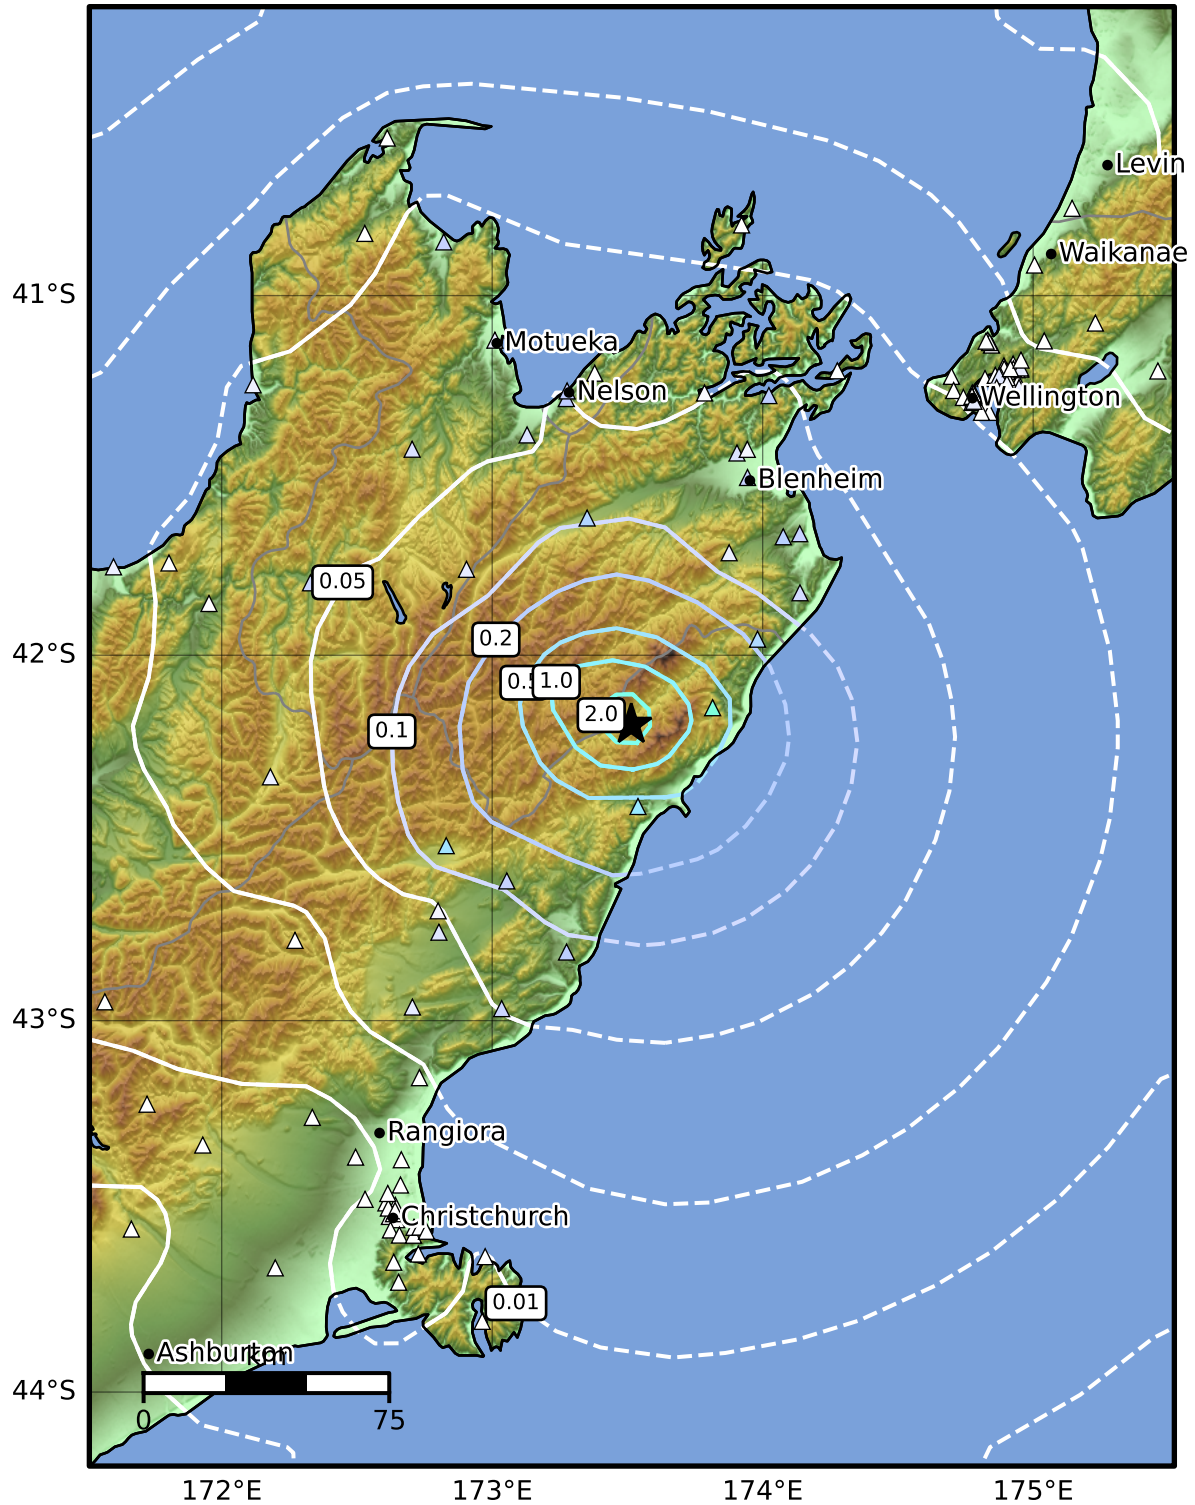 Levin
Waikanae
41°S
Motueka
Nelson
Wellington
Blenheim
0.05
0.2
42°S
1.0
2.0
0.1
43°S
Rangiora
Christchurch
0.01
Ashburton
km
44°S
0
75
172°E
173°E
174°E
175°E